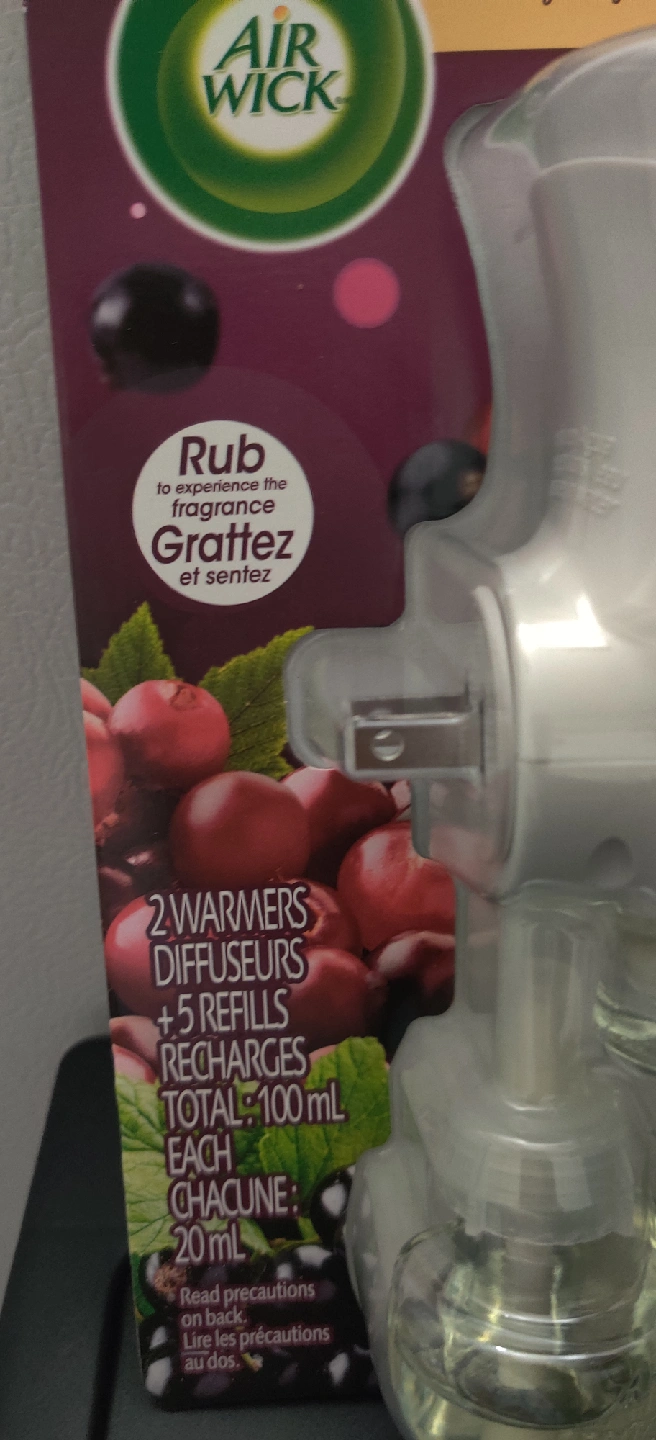 AiR
WICK
Rub
to experience the
fragrance
Grattez
et sentez
2 WARMERS
DIFFUSEURS
+ 5 REFILLS
RECHARGES
TOTAL : 100 mL
EACH
CHACUNE :
20 mL
Read precautions
on back.
Lire les précautions
au dos.